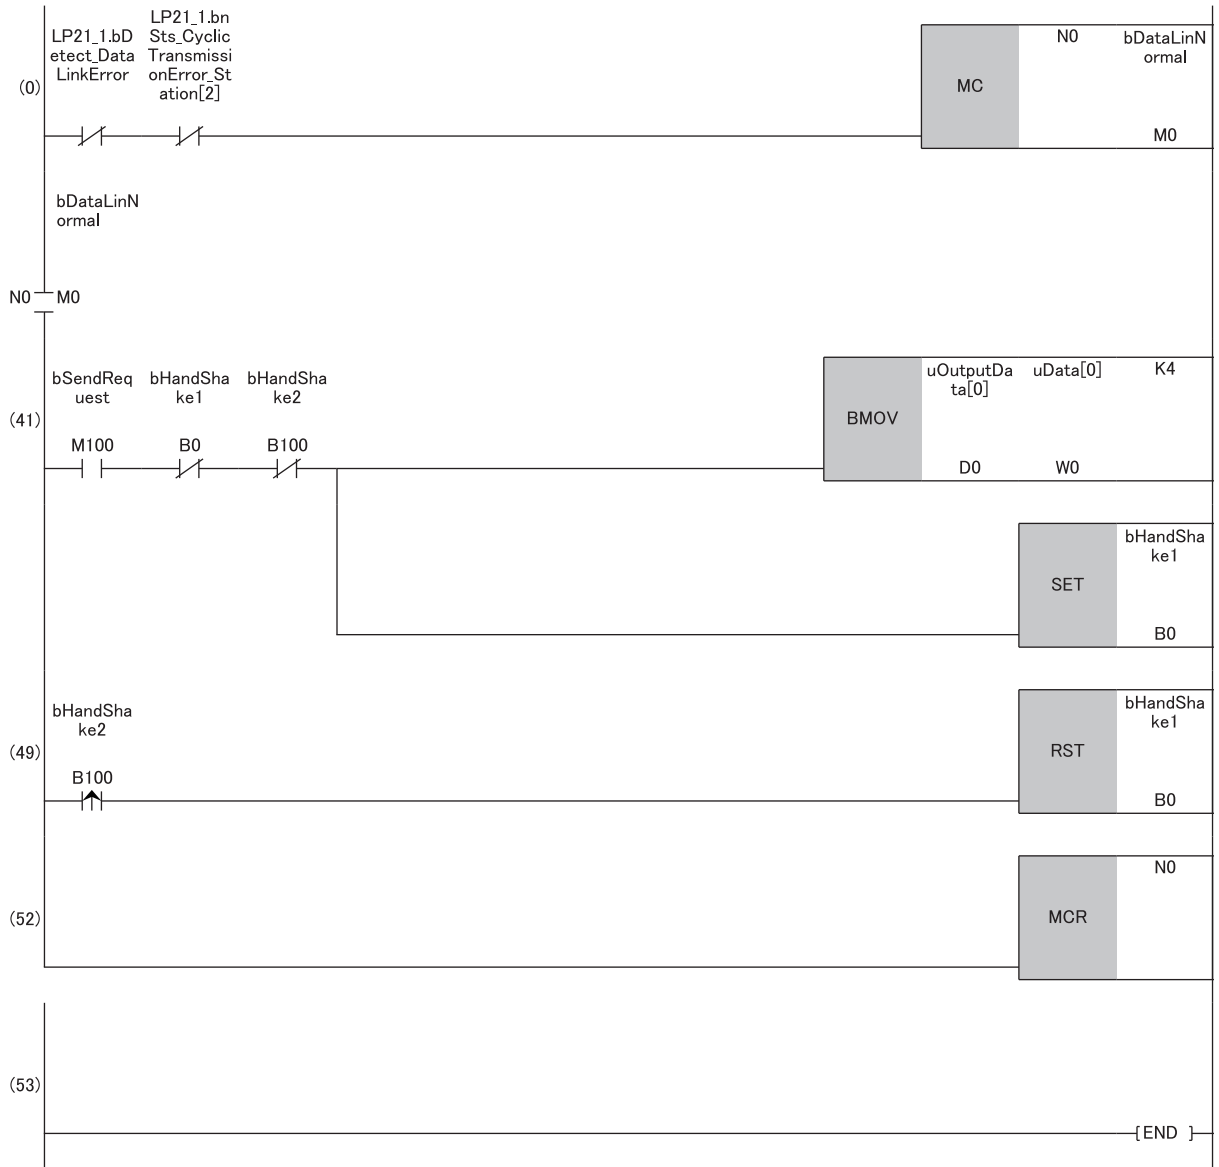 LP21_1.bD
etect_Data
LinkError
LP21_1.bn
Sts_Cyclic
Transmissi
onError_St
ation[2]
(0)
MC
N0
bDataLinN
ormal
M0
bDataLinN
ormal
N0
M0
(41)
bSendReq
uest
M100
bHandSha
ke1
B0
bHandSha
ke2
B100
BMOV
uOutputDa
ta[0]
D0
uData[0]
W0
K4
SET
bHandSha
ke1
B0
(49)
bHandSha
ke2
B100
RST
bHandSha
ke1
B0
(52)
MCR
N0
(53)
[END ]